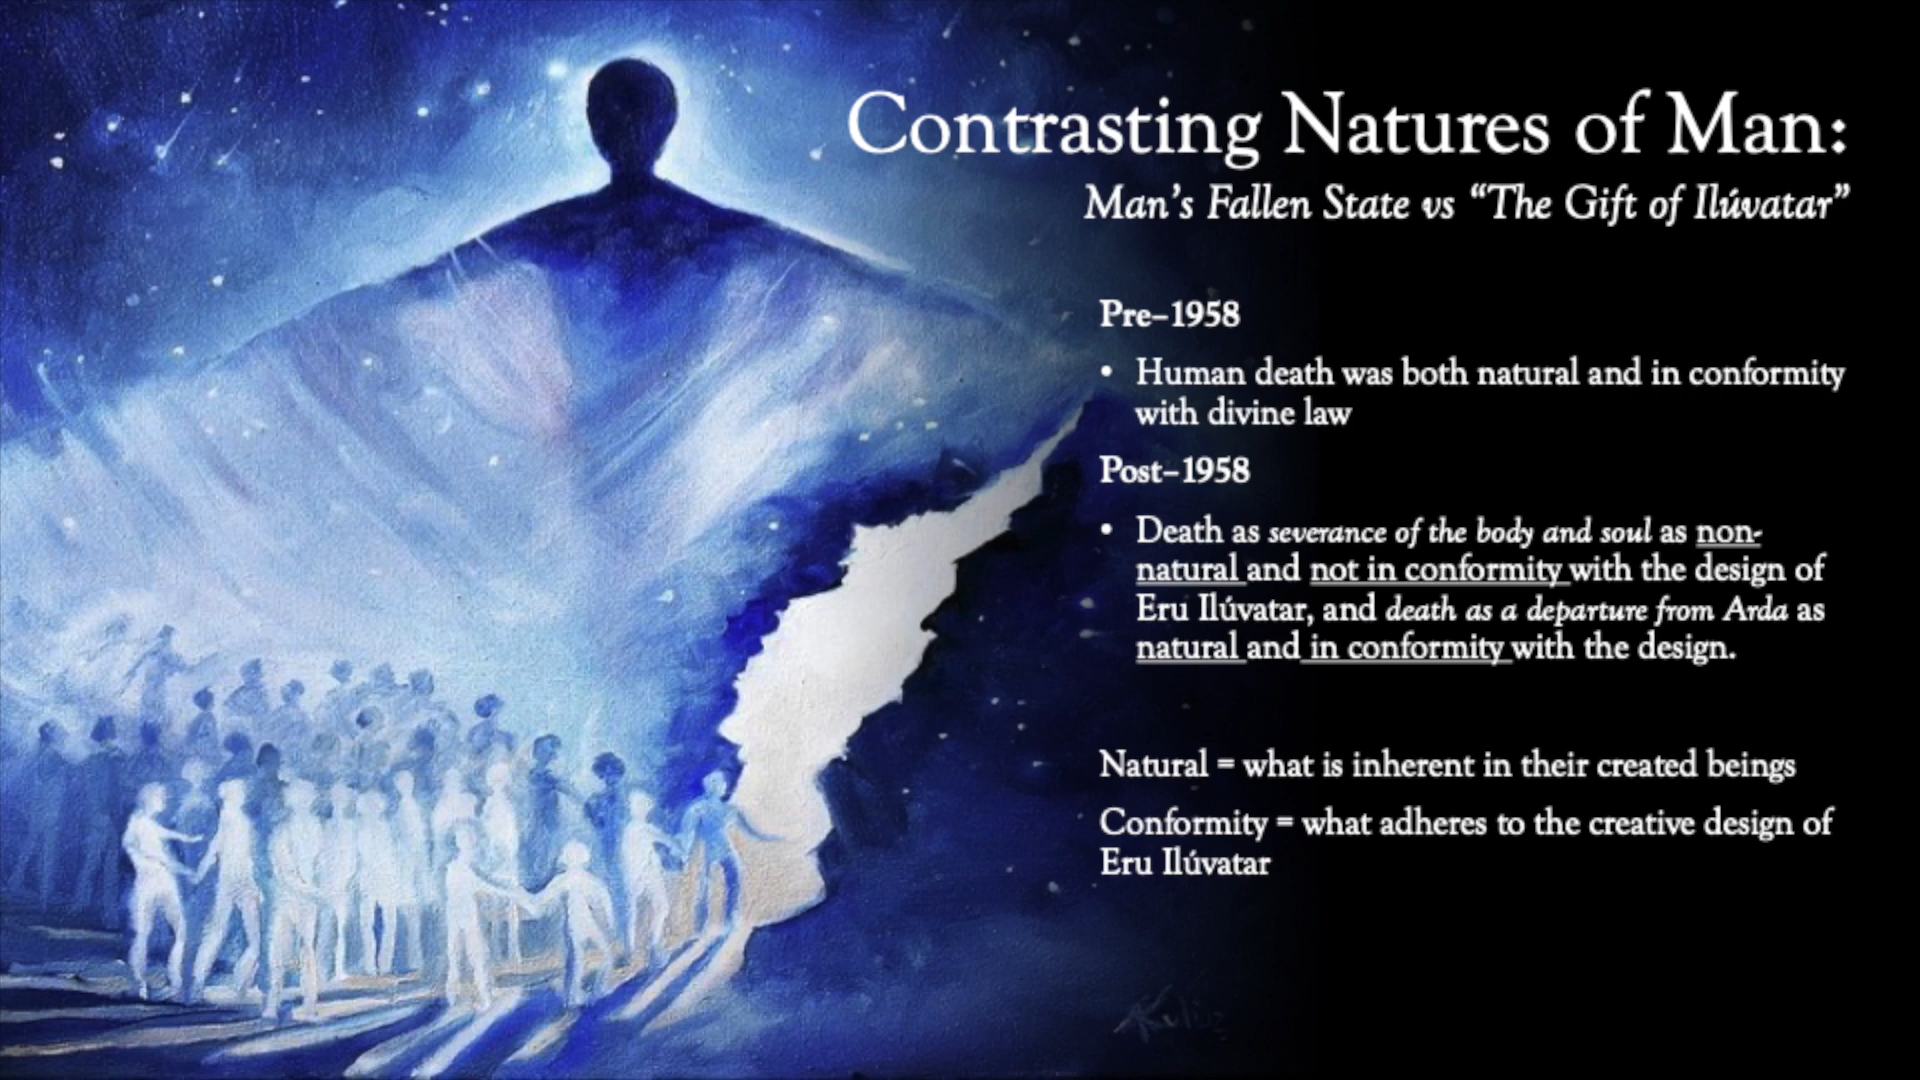 Contrasting Natures of Man:
Man's Fallen State vs “The Gift of Ilúvatar”
Pre–1958
• Human death was both natural and in conformity
with divine law
Post–1958
• Death as severance of the body and soul as non-
natural and not in conformity with the design of
Eru Ilúvatar, and death as a departure from Arda as
natural and in conformity with the design.
Natural = what is inherent in their created beings
Conformity = what adheres to the creative design of
Eru Ilúvatar